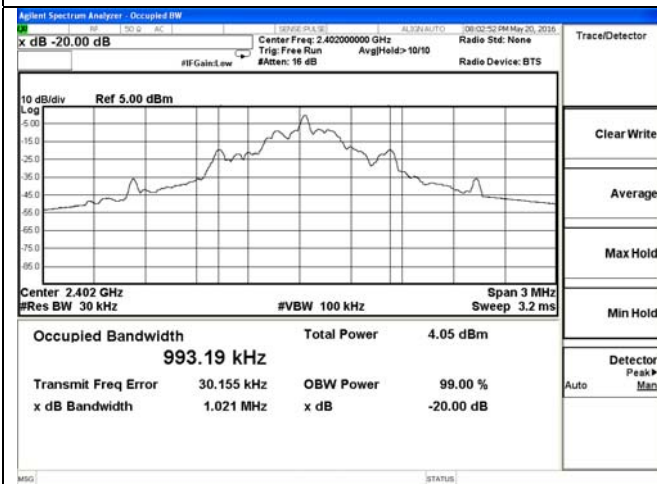 Agilent Spectrum Analyzer - Occupied BW
RF 50 Ω AC SENSE:PULSE ALIGN AUTO 08:02:52 PM May 20, 2016
x dB -20.00 dB
Center Freq: 2.402000000 GHz
Radio Std: None
Trig: Free Run Avg|Hold:>10/10
#IFGain:Low
#Atten: 16 dB
Radio Device: BTS
Trace/Detector
10 dB/div Ref 5.00 dBm
Log
-5.00
-15.0
-25.0
-35.0
-45.0
-55.0
-65.0
-75.0
-85.0
Center 2.402 GHz
Span 3 MHz
#Res BW 30 kHz
#VBW 100 kHz
Sweep 3.2 ms
Occupied Bandwidth
993.19 kHz
Total Power 4.05 dBm
Transmit Freq Error 30.155 kHz
OBW Power 99.00 %
x dB Bandwidth 1.021 MHz
x dB -20.00 dB
Clear Write
Average
Max Hold
Min Hold
Detector
Peak▶
Auto Man
MSG
STATUS